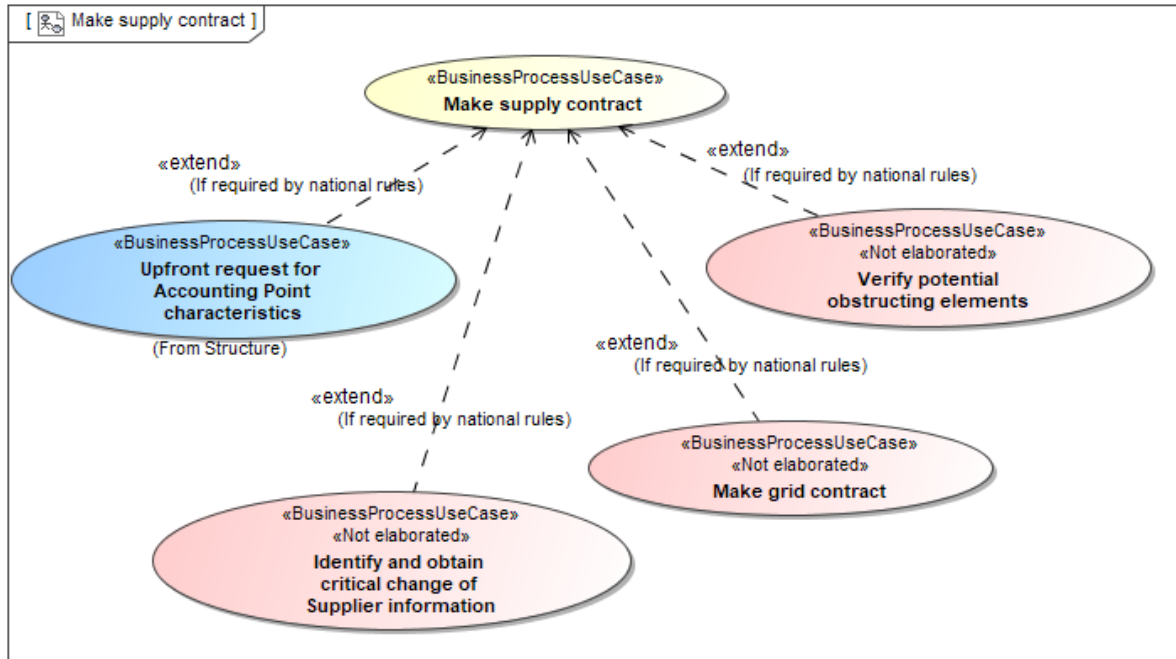 [ Make supply contract ]
«BusinessProcessUseCase»
Make supply contract
«extend»
(If required by national rules)
«extend»
(If required by national rules)
«BusinessProcessUseCase»
Upfront request for
Accounting Point
characteristics
(From Structure)
«BusinessProcessUseCase»
«Not elaborated»
Verify potential
obstructing elements
«extend»
(If required by national rules)
«extend»
(If required by national rules)
«BusinessProcessUseCase»
«Not elaborated»
Make grid contract
«BusinessProcessUseCase»
«Not elaborated»
Identify and obtain
critical change of
Supplier information